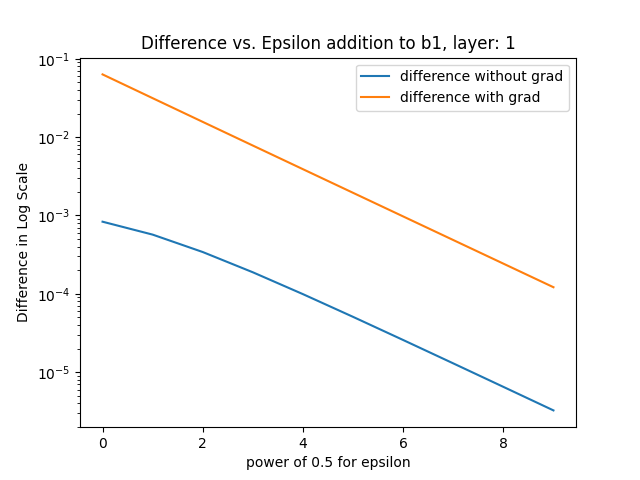 Difference vs. Epsilon addition to b1, layer: 1
difference without grad
difference with grad
Difference in Log Scale
10⁻¹
10⁻²
10⁻³
10⁻⁴
10⁻⁵
0 2 4 6 8
power of 0.5 for epsilon